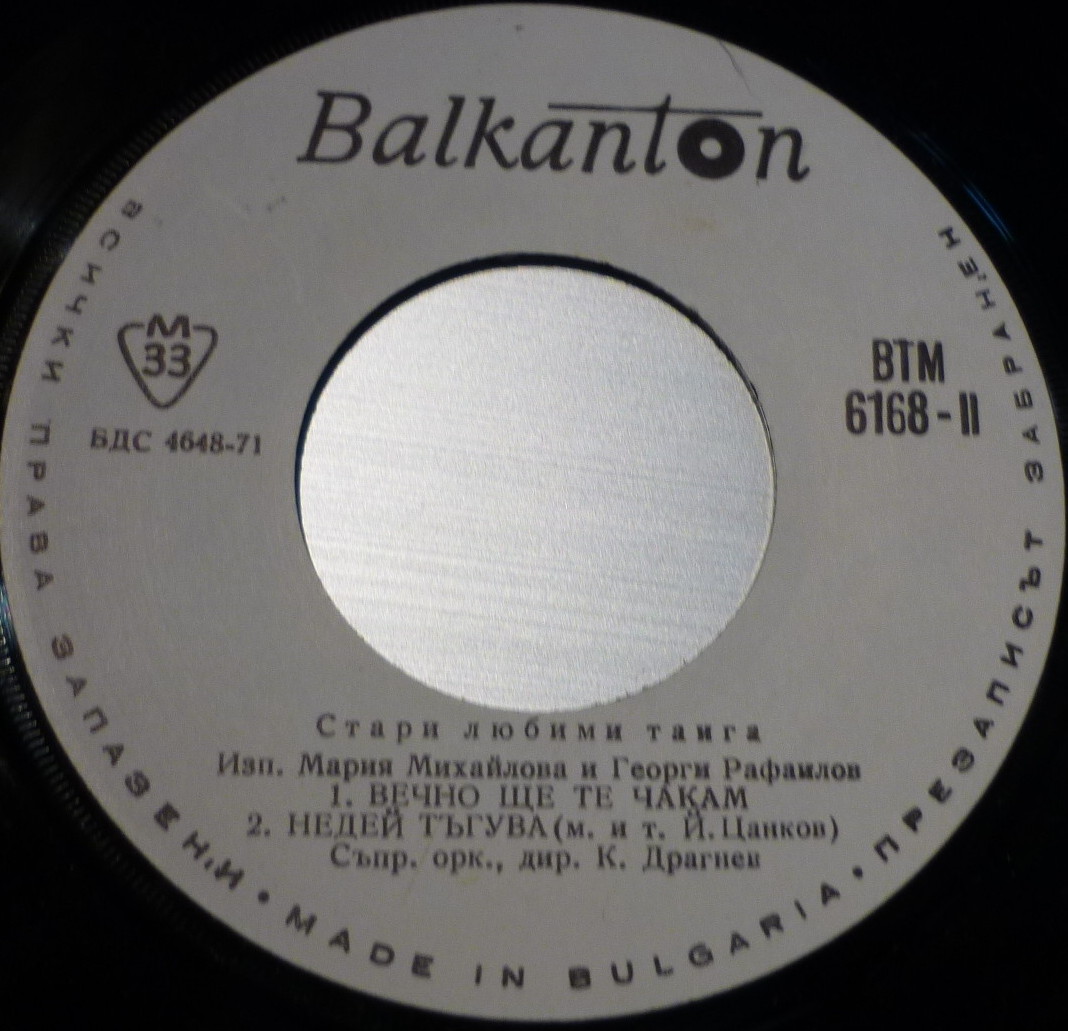 Balkanton
М
33
БДС 4648-71
ВТМ
6168 - II
Стари любими танга
Изп. Мария Михайлова и Георги Рафаилов
1. ВЕЧНО ЩЕ ТЕ ЧАКАМ
2. НЕДЕЙ ТЪГУВА (м. и т. Й. Цанков)
Съпр. орк., дир. К. Драгнев
ВСИЧКИ ПРАВА ЗАПАЗЕНИ • MADE IN BULGARIA • ПРЕЗАПИСЪТ ЗАБРАНЕН